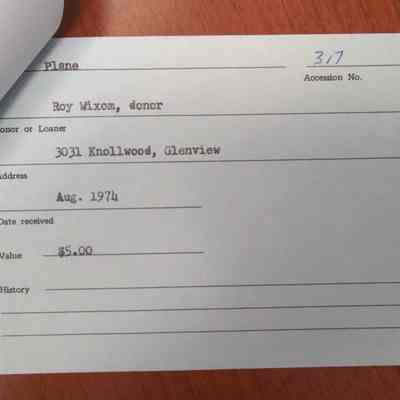 Plane 317
Accession No.
Roy Wixom, donor
onor or Loaner
3031 Knollwood, Glenview
ddress
Aug. 1974
Date received
Value $5.00
History